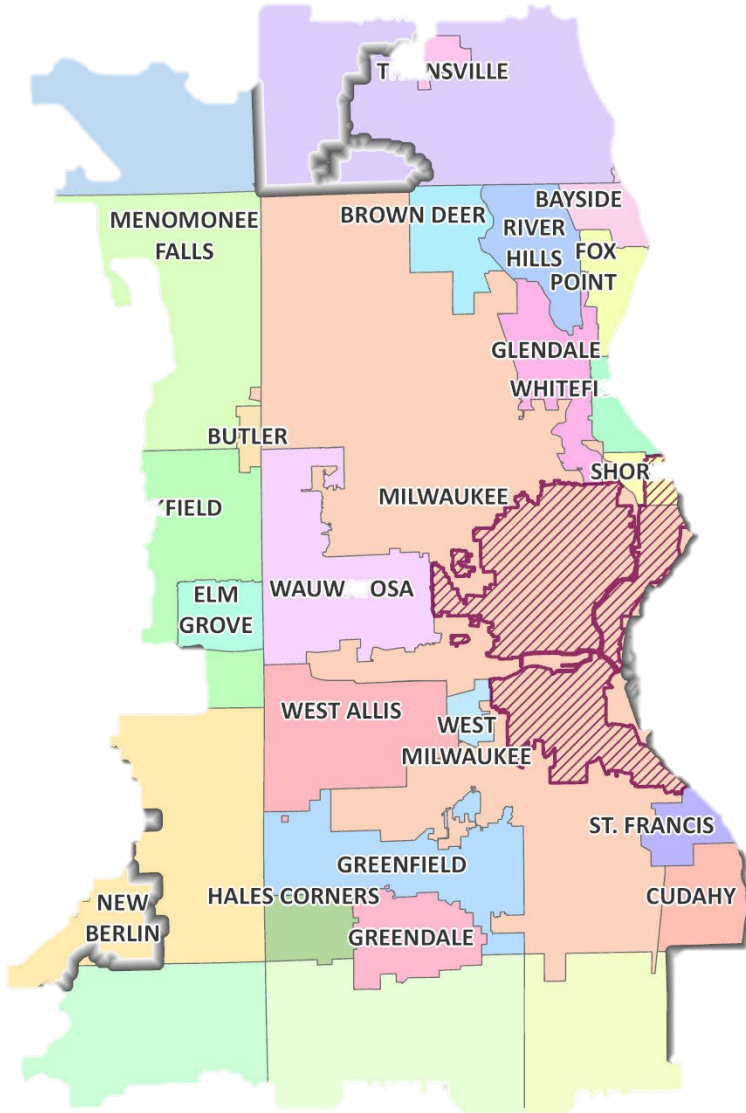 T NSVILLE
BAYSIDE
BROWN DEER
MENOMONEE
FALLS
RIVER
HILLS
FOX
POINT
GLENDALE
WHITEFI
BUTLER
SHOR
MILWAUKEE
KFIELD
ELM
GROVE
WAUW OSA
WEST ALLIS
WEST
MILWAUKEE
ST. FRANCIS
GREENFIELD
HALES CORNERS
CUDAHY
NEW
BERLIN
GREENDALE